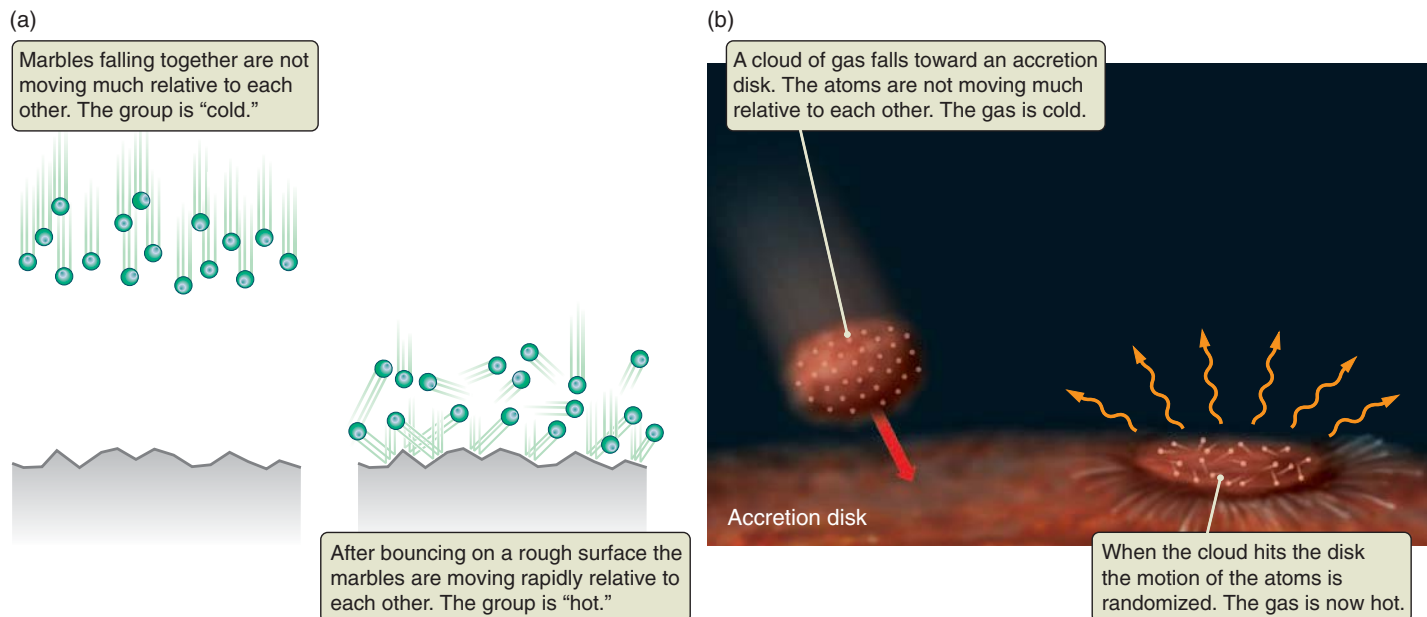 (a)
Marbles falling together are not
moving much relative to each
other. The group is “cold.”
After bouncing on a rough surface the
marbles are moving rapidly relative to
each other. The group is “hot.”
(b)
A cloud of gas falls toward an accretion
disk. The atoms are not moving much
relative to each other. The gas is cold.
Accretion disk
When the cloud hits the disk
the motion of the atoms is
randomized. The gas is now hot.